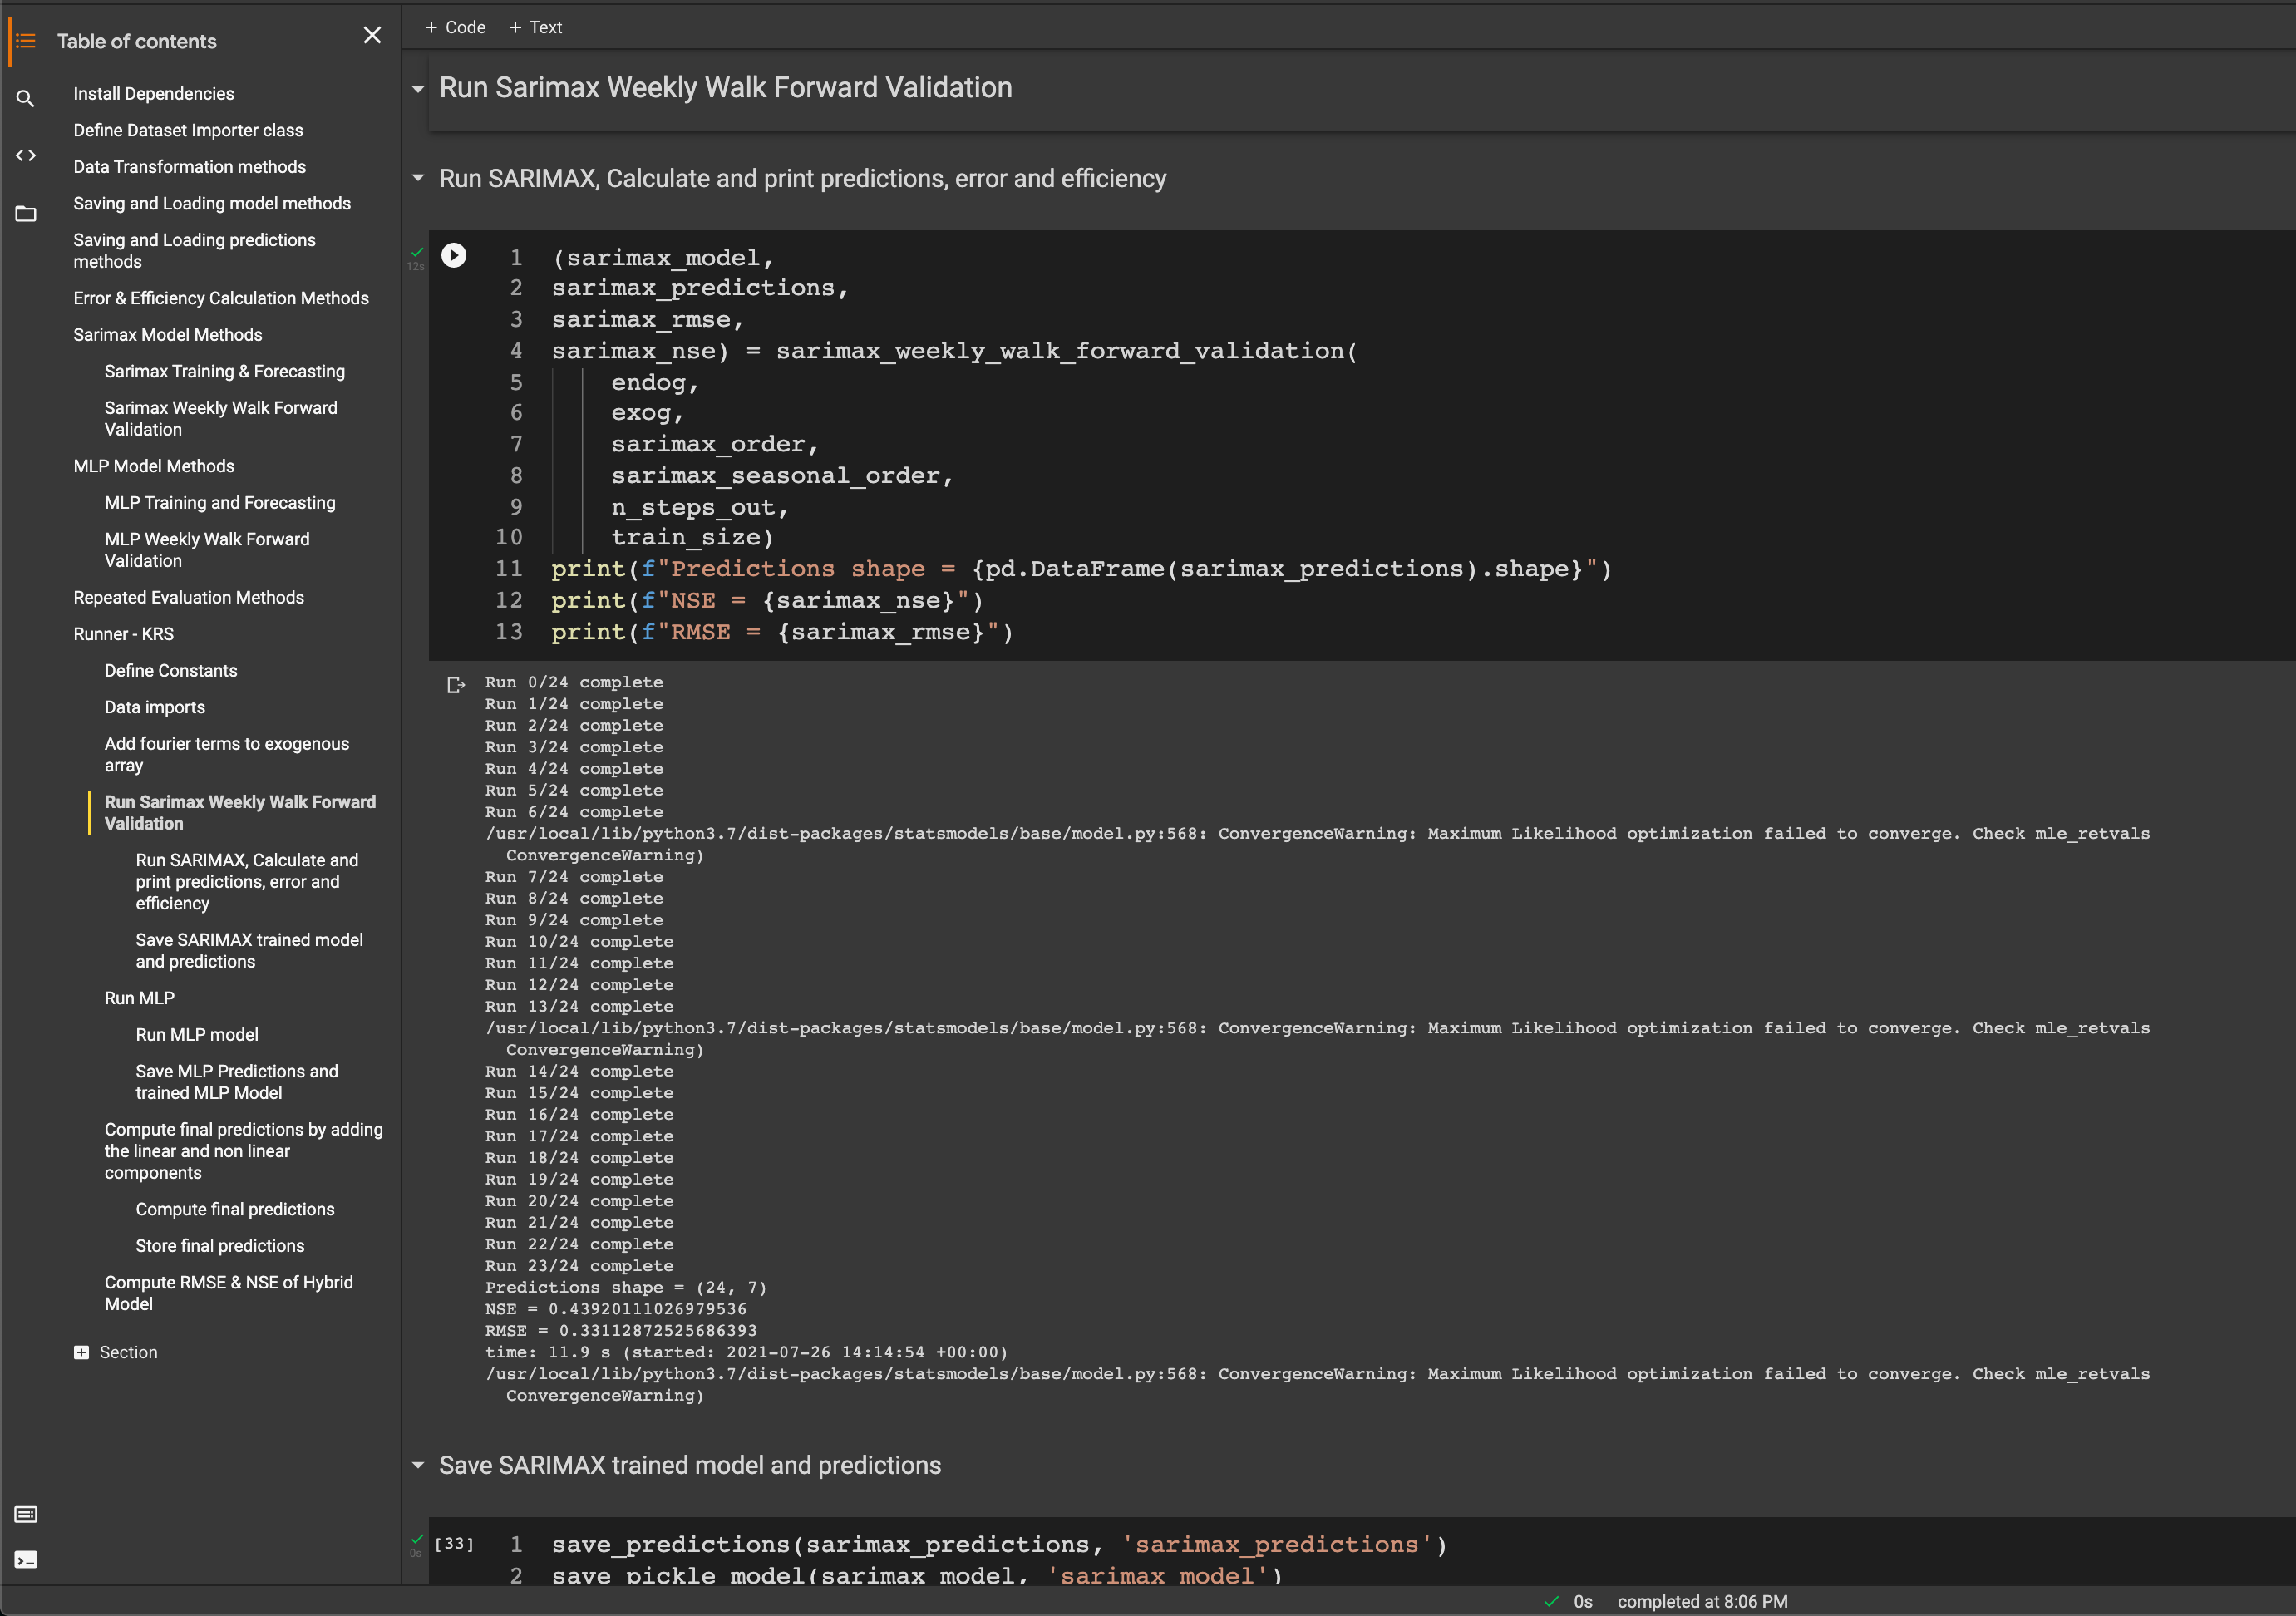 Table of contents
Install Dependencies
Define Dataset Importer class
Data Transformation methods
Saving and Loading model methods
Saving and Loading predictions
methods
Error & Efficiency Calculation Methods
Sarimax Model Methods
Sarimax Training & Forecasting
Sarimax Weekly Walk Forward
Validation
MLP Model Methods
MLP Training and Forecasting
MLP Weekly Walk Forward
Validation
Repeated Evaluation Methods
Runner - KRS
Define Constants
Data imports
Add fourier terms to exogenous
array
Run Sarimax Weekly Walk Forward
Validation
Run SARIMAX, Calculate and
print predictions, error and
efficiency
Save SARIMAX trained model
and predictions
Run MLP
Run MLP model
Save MLP Predictions and
trained MLP Model
Compute final predictions by adding
the linear and non linear
components
Compute final predictions
Store final predictions
Compute RMSE & NSE of Hybrid
Model
Section
+ Code + Text
Run Sarimax Weekly Walk Forward Validation
Run SARIMAX, Calculate and print predictions, error and efficiency
12s
1 (sarimax_model,
2 sarimax_predictions,
3 sarimax_rmse,
4 sarimax_nse) = sarimax_weekly_walk_forward_validation(
5 endog,
6 exog,
7 sarimax_order,
8 sarimax_seasonal_order,
9 n_steps_out,
10 train_size)
11 print(f"Predictions shape = {pd.DataFrame(sarimax_predictions).shape}")
12 print(f"NSE = {sarimax_nse}")
13 print(f"RMSE = {sarimax_rmse}")
Run 0/24 complete
Run 1/24 complete
Run 2/24 complete
Run 3/24 complete
Run 4/24 complete
Run 5/24 complete
Run 6/24 complete
/usr/local/lib/python3.7/dist-packages/statsmodels/base/model.py:568: ConvergenceWarning: Maximum Likelihood optimization failed to converge. Check mle_retvals
ConvergenceWarning)
Run 7/24 complete
Run 8/24 complete
Run 9/24 complete
Run 10/24 complete
Run 11/24 complete
Run 12/24 complete
Run 13/24 complete
/usr/local/lib/python3.7/dist-packages/statsmodels/base/model.py:568: ConvergenceWarning: Maximum Likelihood optimization failed to converge. Check mle_retvals
ConvergenceWarning)
Run 14/24 complete
Run 15/24 complete
Run 16/24 complete
Run 17/24 complete
Run 18/24 complete
Run 19/24 complete
Run 20/24 complete
Run 21/24 complete
Run 22/24 complete
Run 23/24 complete
Predictions shape = (24, 7)
NSE = 0.43920111026979536
RMSE = 0.33112872525686393
time: 11.9 s (started: 2021-07-26 14:14:54 +00:00)
/usr/local/lib/python3.7/dist-packages/statsmodels/base/model.py:568: ConvergenceWarning: Maximum Likelihood optimization failed to converge. Check mle_retvals
ConvergenceWarning)
Save SARIMAX trained model and predictions
0s
[33] 1 save_predictions(sarimax_predictions, 'sarimax_predictions')
2 save_pickle_model(sarimax_model, 'sarimax_model')
0s completed at 8:06 PM